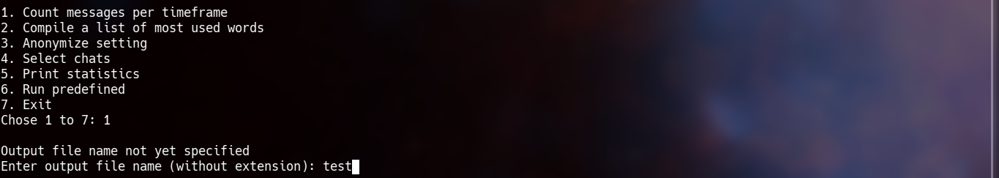 1. Count messages per timeframe
2. Compile a list of most used words
3. Anonymize setting
4. Select chats
5. Print statistics
6. Run predefined
7. Exit
Chose 1 to 7: 1
Output file name not yet specified
Enter output file name (without extension): test